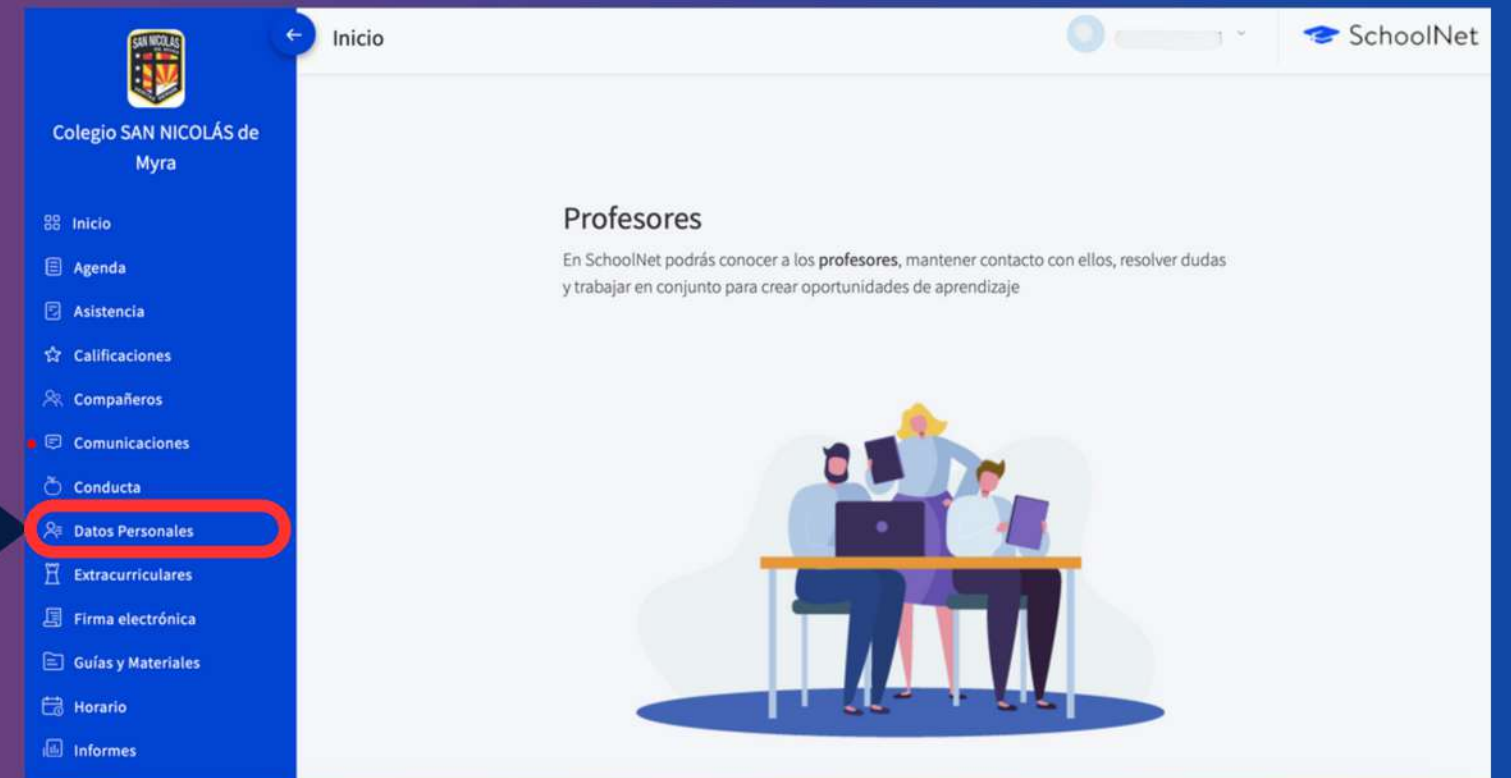 SAN NICOLAS
Inicio
SchoolNet
Colegio SAN NICOLÁS de
Myra
Inicio
Agenda
Asistencia
Calificaciones
Compañeros
Comunicaciones
Conducta
Datos Personales
Extracurriculares
Firma electrónica
Guías y Materiales
Horario
Informes
Profesores
En SchoolNet podrás conocer a los profesores, mantener contacto con ellos, resolver dudas
y trabajar en conjunto para crear oportunidades de aprendizaje